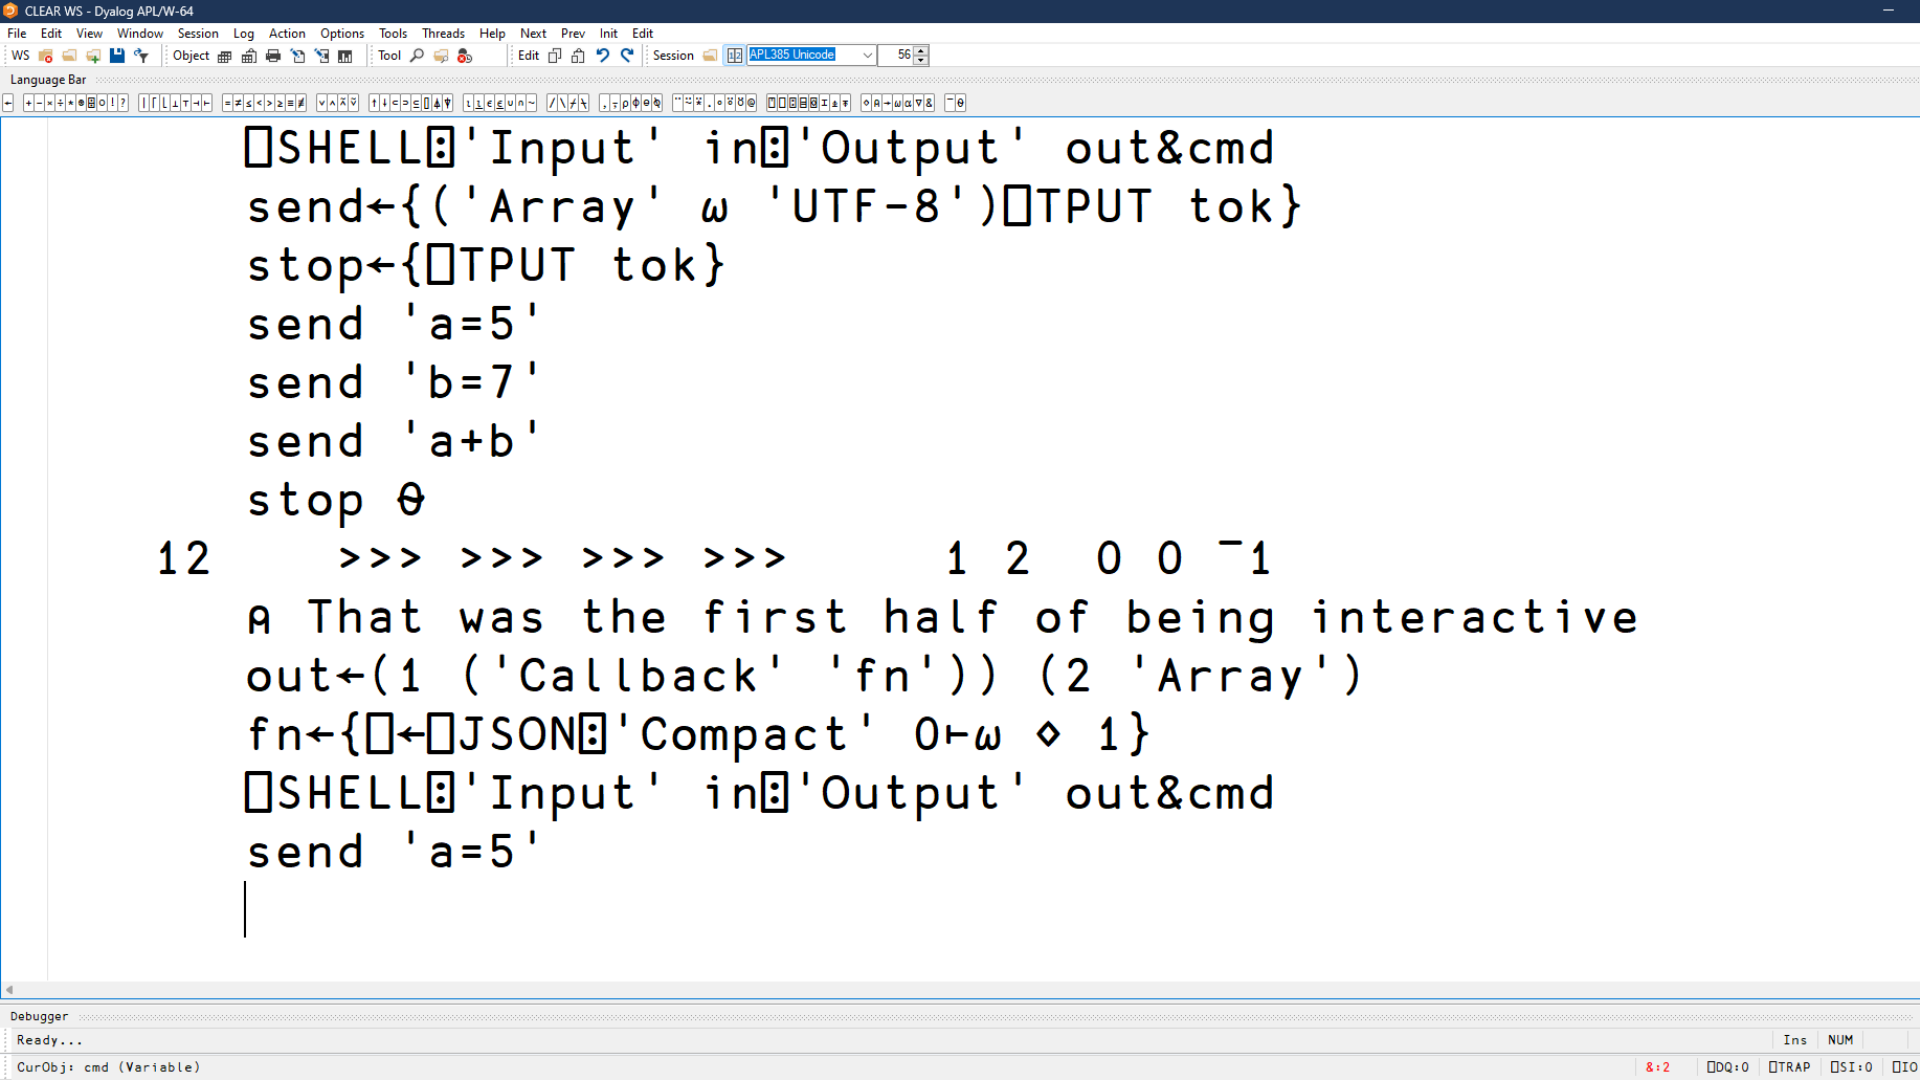 CLEAR WS - Dyalog APL/W-64
File Edit View Window Session Log Action Options Tools Threads Help Next Prev Init Edit
WS Object Tool Edit Session APL385 Unicode 56
Language Bar
⎕SHELL⍠'Input' in⍠'Output' out&cmd
send←{('Array' ⍵ 'UTF-8')⎕TPUT tok}
stop←{⎕TPUT tok}
send 'a=5'
send 'b=7'
send 'a+b'
stop ⍬
12 >>> >>> >>> >>> 1 2 0 0 ¯1
⍝ That was the first half of being interactive
out←(1 ('Callback' 'fn')) (2 'Array')
fn←{⎕←⎕JSON⍠'Compact' 0⊢⍵ ⋄ 1}
⎕SHELL⍠'Input' in⍠'Output' out&cmd
send 'a=5'
Debugger
Ready...
Ins NUM
CurObj: cmd (Variable)
&:2 ⎕DQ:0 ⎕TRAP ⎕SI:0 ⎕IO